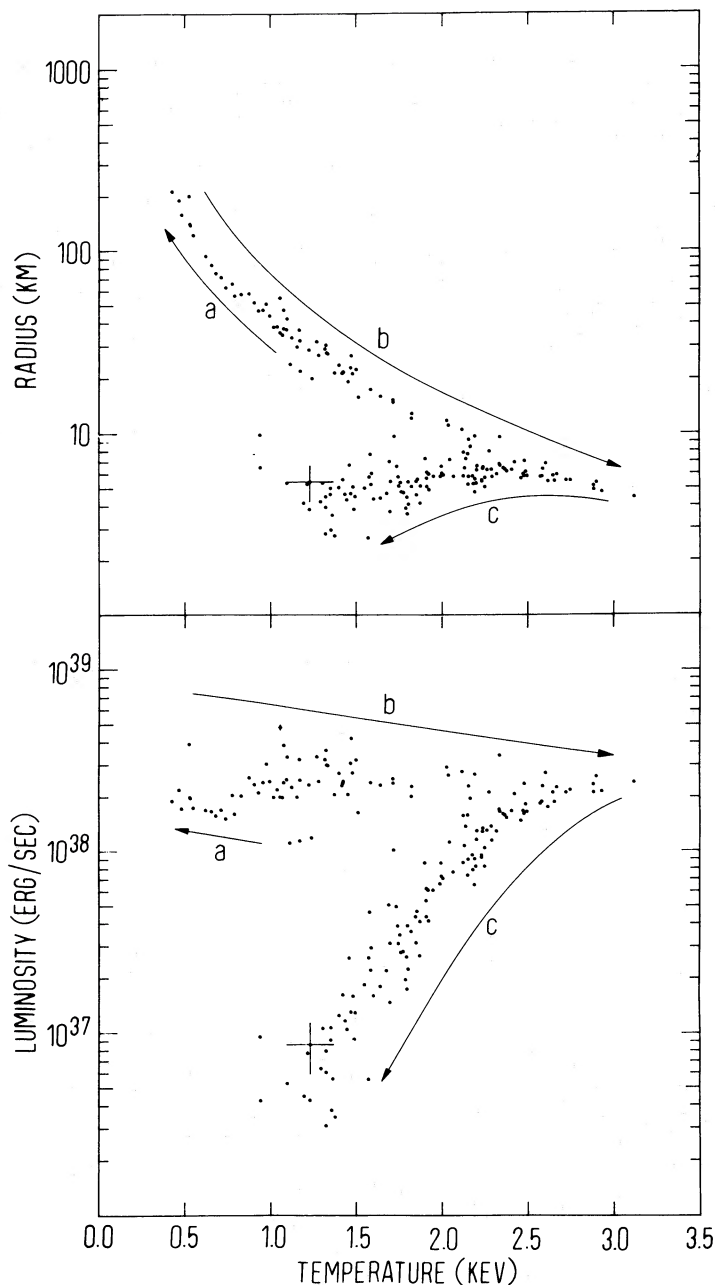 1000
100
10
RADIUS (KM)
a
b
c
10³⁹
10³⁸
10³⁷
LUMINOSITY (ERG/SEC)
b
a
c
0.0 0.5 1.0 1.5 2.0 2.5 3.0 3.5
TEMPERATURE (KEV)